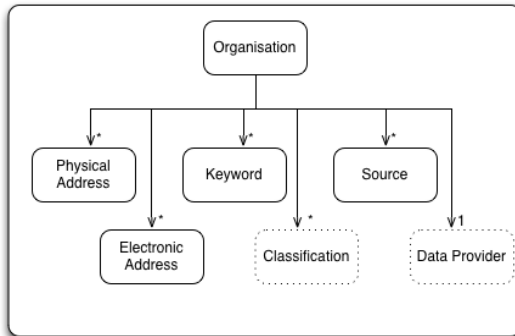 Organisation
*
*
*
Physical
Address
Keyword
Source
*
*
1
Electronic
Address
Classification
Data Provider